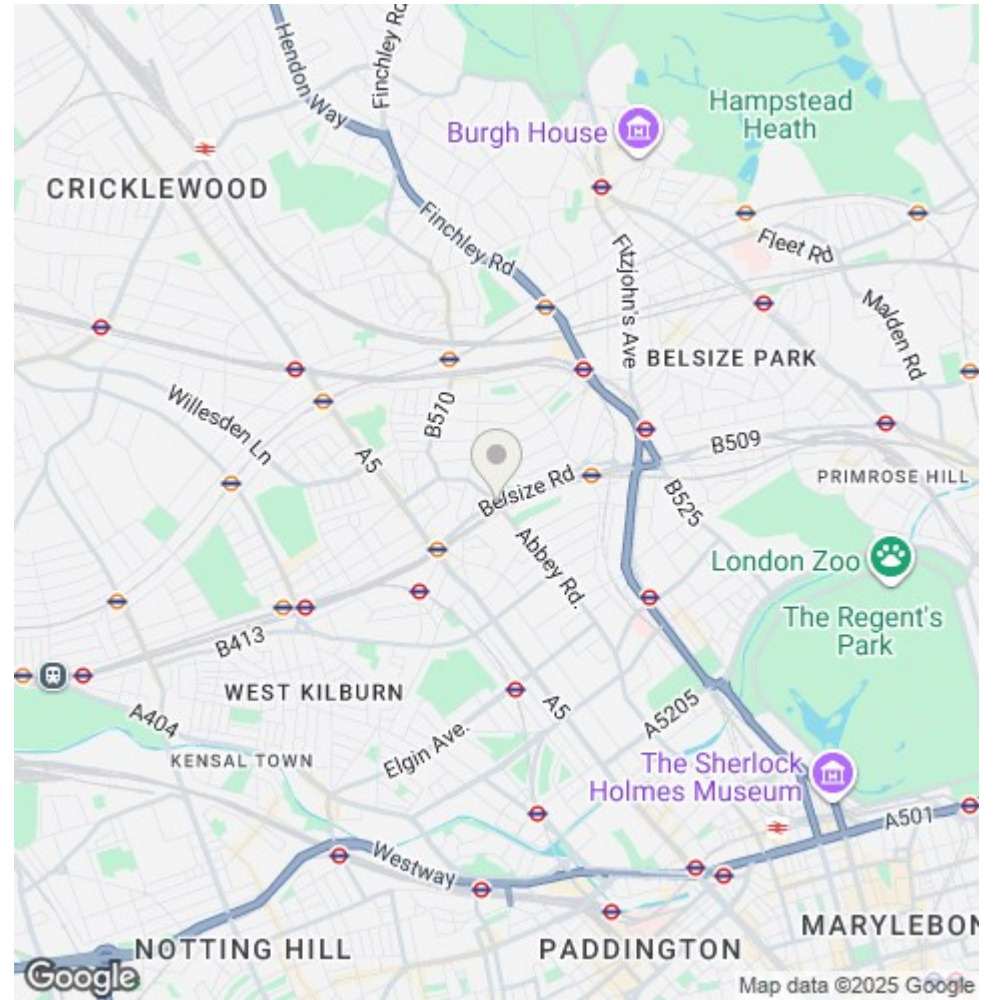 Finchley Rd
Hendon Way
Burgh House
Hampstead
Heath
CRICKLEWOOD
Finchley Rd
Fitzjohn's Ave
Fleet Rd
Malden Rd
BELSIZE PARK
Willesden Ln
B510
A5
B509
Belsize Rd
B525
PRIMROSE HILL
Abbey Rd.
London Zoo
The Regent's
Park
B413
WEST KILBURN
A404
A5
A5205
KENSAL TOWN
Elgin Ave.
The Sherlock
Holmes Museum
A501
Westway
MARYLEBON
NOTTING HILL
PADDINGTON
Google
Map data ©2025 Google